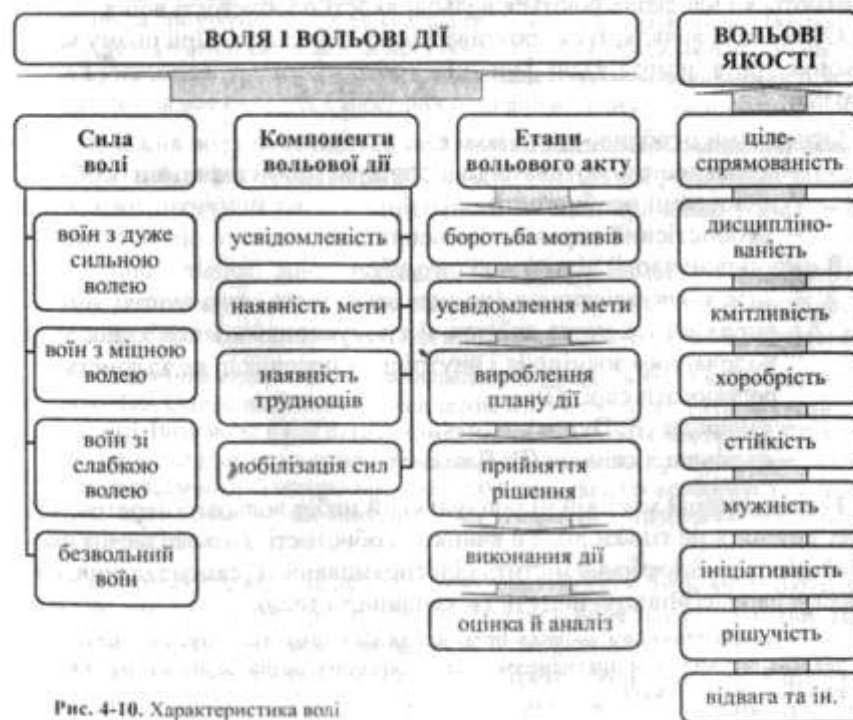 ВОЛЯ І ВОЛЬОВІ ДІЇ
ВОЛЬОВІ
ЯКОСТІ
Сила
волі
воїн з дуже
сильною
волею
воїн з міцною
волею
воїн зі
слабкою
волею
безвольний
воїн
Компоненти
вольової дії
усвідомленість
наявність мети
наявність
труднощів
мобілізація сил
Етапи
вольового акту
боротьба мотивів
усвідомлення мети
вироблення
плану дії
прийняття
рішення
виконання дії
оцінка й аналіз
ціле-
спрямованість
дисципліно-
ваність
кмітливість
хоробрість
стійкість
мужність
ініціативність
рішучість
відвага та ін.
Рис. 4-10. Характеристика волі